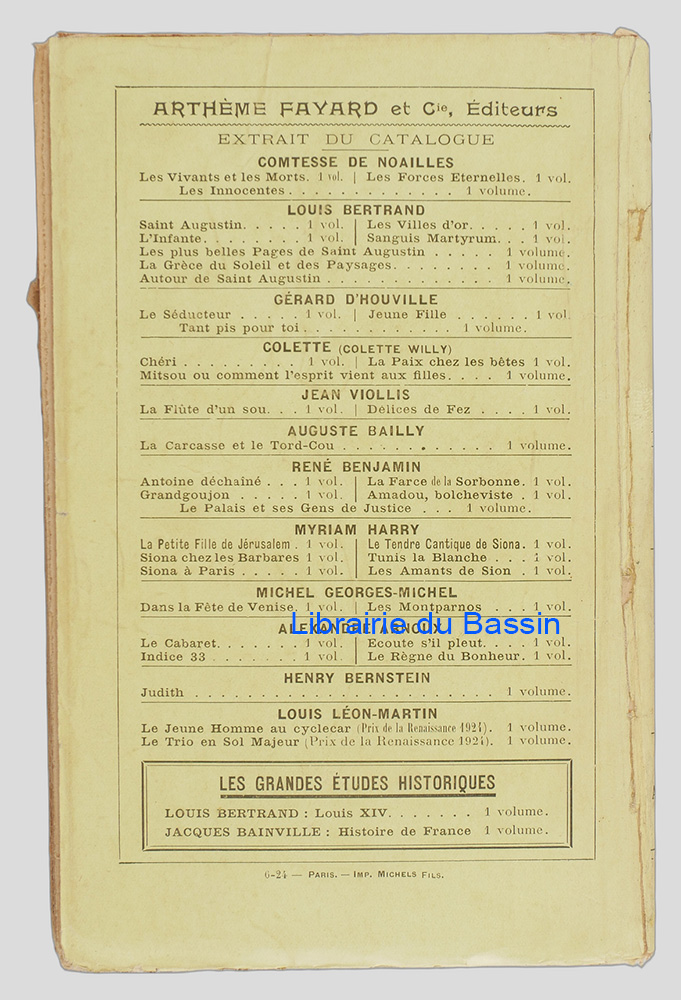 ARTHÈME FAYARD et Cie, Éditeurs
EXTRAIT DU CATALOGUE
COMTESSE DE NOAILLES
Les Vivants et les Morts. 1 vol. | Les Forces Eternelles. 1 vol.
Les Innocentes . . . . . . . . . . . . . 1 volume.
LOUIS BERTRAND
Saint Augustin. . . . . 1 vol. | Les Villes d'or. . . . . 1 vol.
L'Infante. . . . . . . . 1 vol. | Sanguis Martyrum. . . 1 vol.
Les plus belles Pages de Saint Augustin . . . . . 1 volume.
La Grèce du Soleil et des Paysages. . . . . . . . 1 volume.
Autour de Saint Augustin . . . . . . . . . . . . . 1 volume.
GÉRARD D'HOUVILLE
Le Séducteur . . . . . 1 vol. | Jeune Fille . . . . . . 1 vol.
Tant pis pour toi . . . . . . . . . . . . 1 volume.
COLETTE (COLETTE WILLY)
Chéri . . . . . . . . . 1 vol. | La Paix chez les bêtes 1 vol.
Mitsou ou comment l'esprit vient aux filles. . . . 1 volume.
JEAN VIOLLIS
La Flûte d'un sou. . . 1 vol. | Délices de Fez . . . . 1 vol.
AUGUSTE BAILLY
La Carcasse et le Tord-Cou . . . . . . . . . . . . 1 volume.
RENÉ BENJAMIN
Antoine déchaîné . . . 1 vol. | La Farce de la Sorbonne. 1 vol.
Grandgoujon . . . . . 1 vol. | Amadou, bolcheviste . 1 vol.
Le Palais et ses Gens de Justice . . . 1 volume.
MYRIAM HARRY
La Petite Fille de Jérusalem . 1 vol. | Le Tendre Cantique de Siona. 1 vol.
Siona chez les Barbares 1 vol. | Tunis la Blanche . . . 1 vol.
Siona à Paris . . . . . 1 vol. | Les Amants de Sion . 1 vol.
MICHEL GEORGES-MICHEL
Dans la Fête de Venise. 1 vol. | Les Montparnos . . . 1 vol.
Librairie du Bassin
ALEXANDRE ARNOUX
Le Cabaret. . . . . . . 1 vol. | Ecoute s'il pleut. . . . 1 vol.
Indice 33 . . . . . . . 1 vol. | Le Règne du Bonheur. 1 vol.
HENRY BERNSTEIN
Judith . . . . . . . . . . . . . . . . . . . . . . . 1 volume.
LOUIS LÉON-MARTIN
Le Jeune Homme au cyclecar (Prix de la Renaissance 1924). 1 volume.
Le Trio en Sol Majeur (Prix de la Renaissance 1924). 1 volume.
LES GRANDES ÉTUDES HISTORIQUES
LOUIS BERTRAND : Louis XIV. . . . . . . 1 volume.
JACQUES BAINVILLE : Histoire de France 1 volume.
6-24 — PARIS. — IMP. MICHELS FILS.